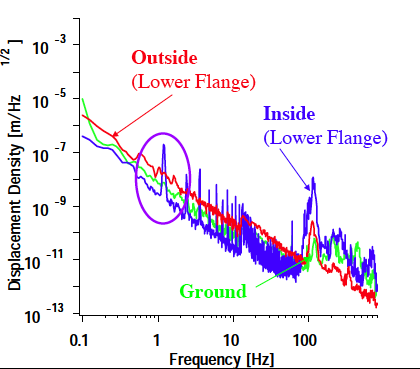 Displacement Density [m/Hz 1/2 ]
10 -3
10 -5
10 -7
10 -9
10 -11
10 -13
Outside
(Lower Flange)
Inside
(Lower Flange)
Ground
0.1 1 10 100
Frequency [Hz]